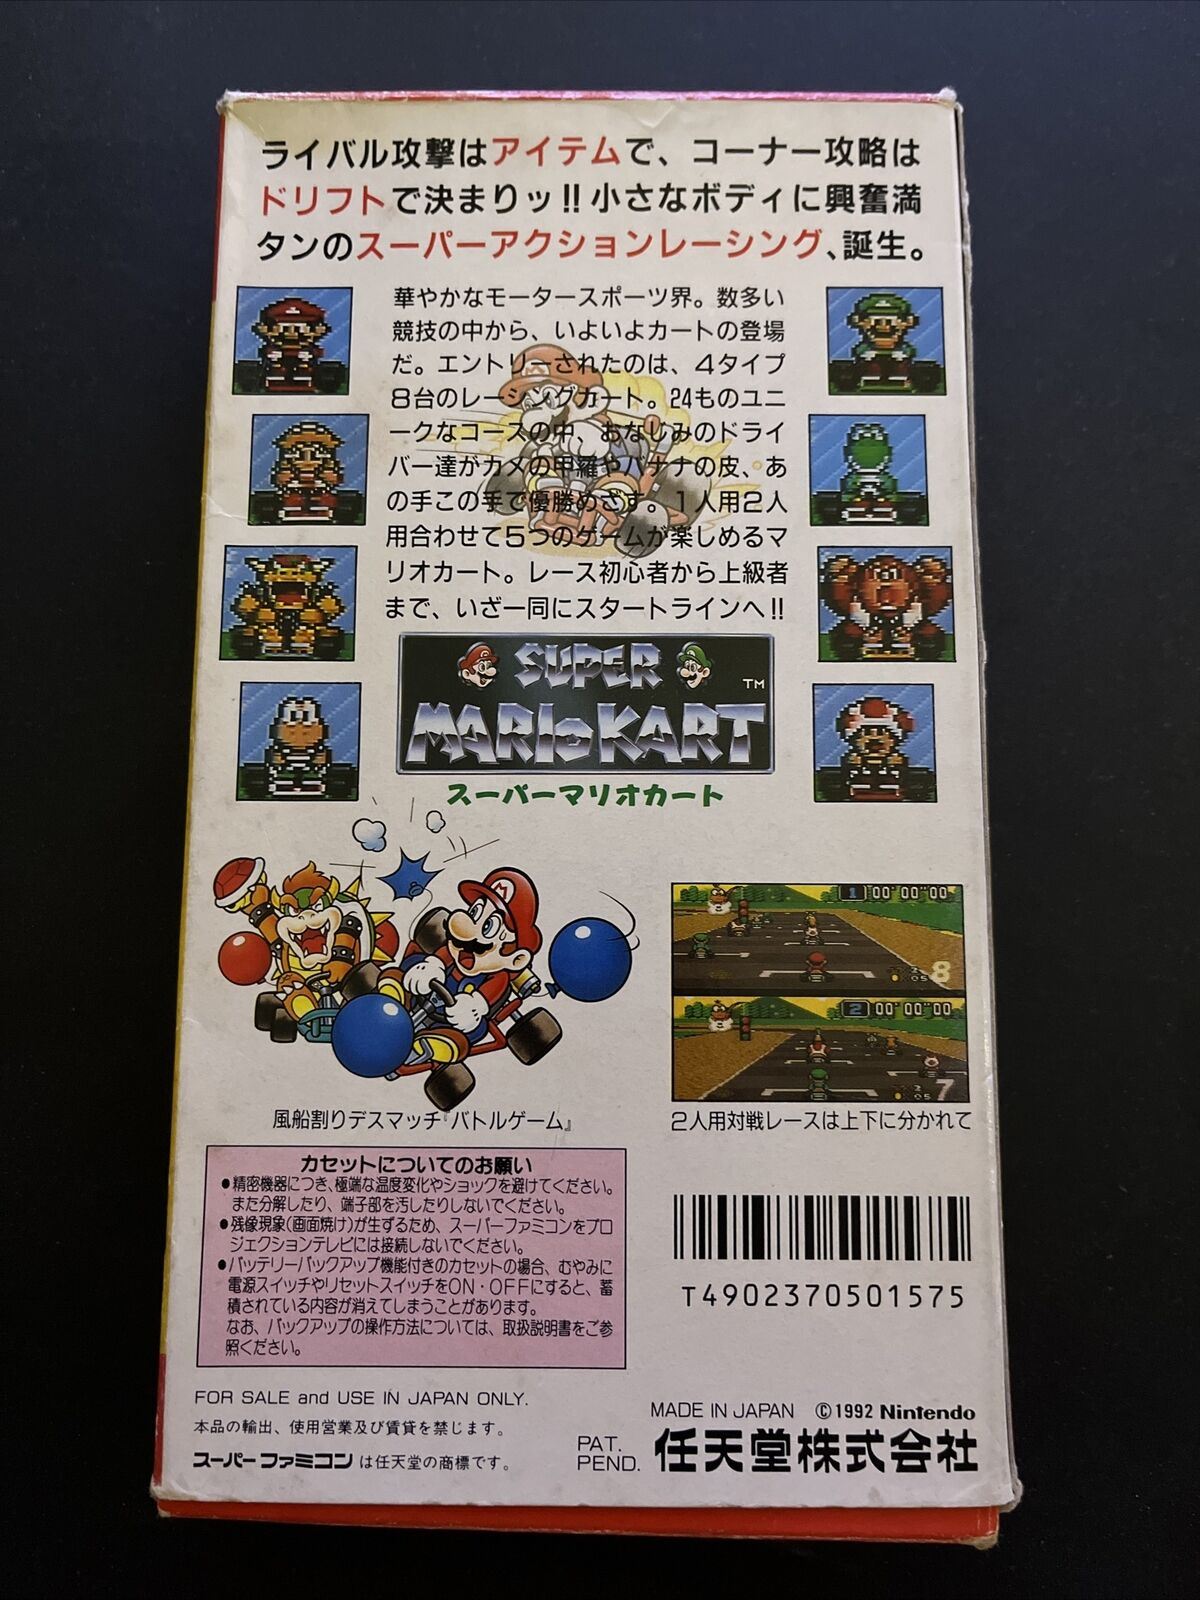 ライバル攻撃はアイテムで、コーナー攻略は
ドリフトで決まりッ!! 小さなボディに興奮満
タンのスーパーアクションレーシング、誕生。
華やかなモータースポーツ界。数多い
競技の中から、いよいよカートの登場
だ。エントリーされたのは、4タイプ
8台のレーシングカート。24ものユニ
ークなコースの中、おなじみのドライ
バー達がカメの甲羅やバナナの皮、あ
の手この手で優勝めざす。1人用2人
用合わせて5つのゲームが楽しめるマ
リオカート。レース初心者から上級者
まで、いざ一同にスタートラインへ!!
SUPER
MARIO KART
TM
スーパーマリオカート
1 00'00"00
8
2 00'00"00
7
風船割りデスマッチ『バトルゲーム』
2人用対戦レースは上下に分かれて
カセットについてのお願い
●精密機器につき、極端な温度変化やショックを避けてください。
また分解したり、端子部を汚したりしないでください。
●残像現象(画面焼け)が生ずるため、スーパーファミコンをプロ
ジェクションテレビには接続しないでください。
●バッテリーバックアップ機能付きのカセットの場合、むやみに
電源スイッチやリセットスイッチをON・OFFにすると、蓄
積されている内容が消えてしまうことがあります。
なお、バックアップの操作方法については、取扱説明書をご参
照ください。
T4902370501575
FOR SALE and USE IN JAPAN ONLY.
本品の輸出、使用営業及び賃貸を禁じます。
スーパーファミコンは任天堂の商標です。
MADE IN JAPAN ©1992 Nintendo
PAT. PEND. 任天堂株式会社